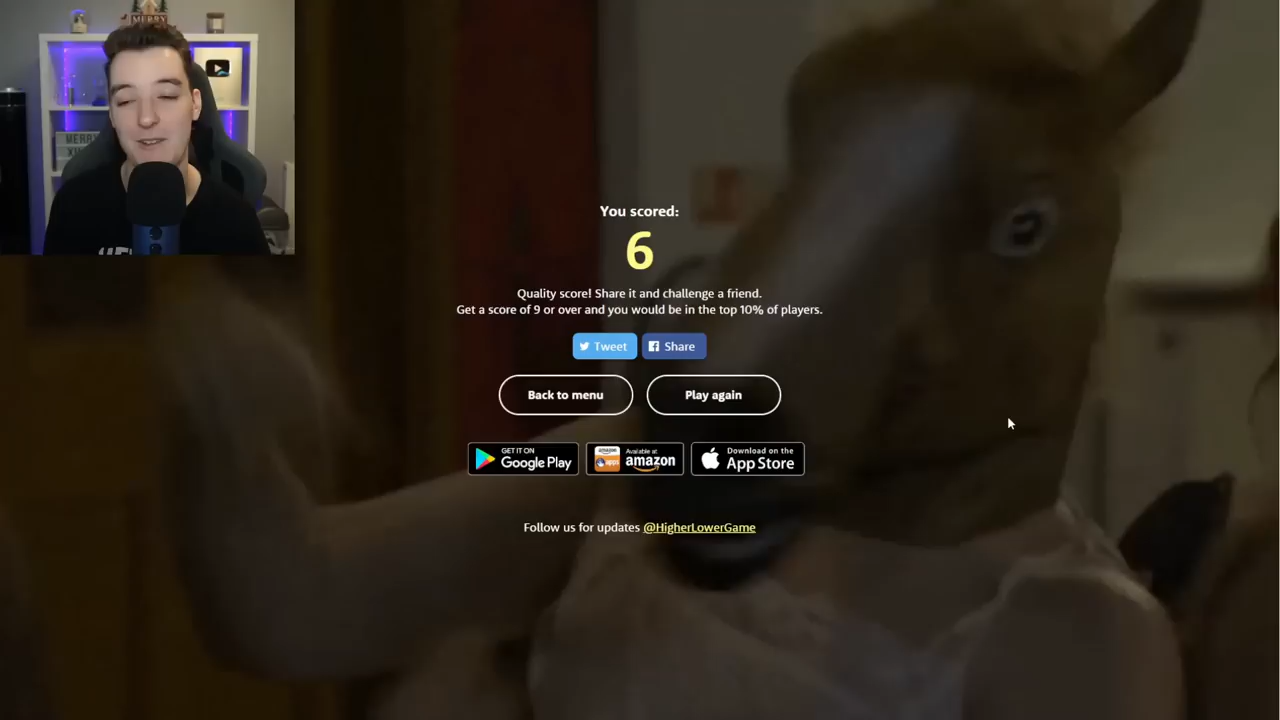 MERRY
MERRY
You scored:
6
Quality score! Share it and challenge a friend.
Get a score of 9 or over and you would be in the top 10% of players.
Tweet
Share
Back to menu
Play again
GET IT ON
Google Play
Available at
amazon
Download on the
App Store
Follow us for updates @HigherLowerGame